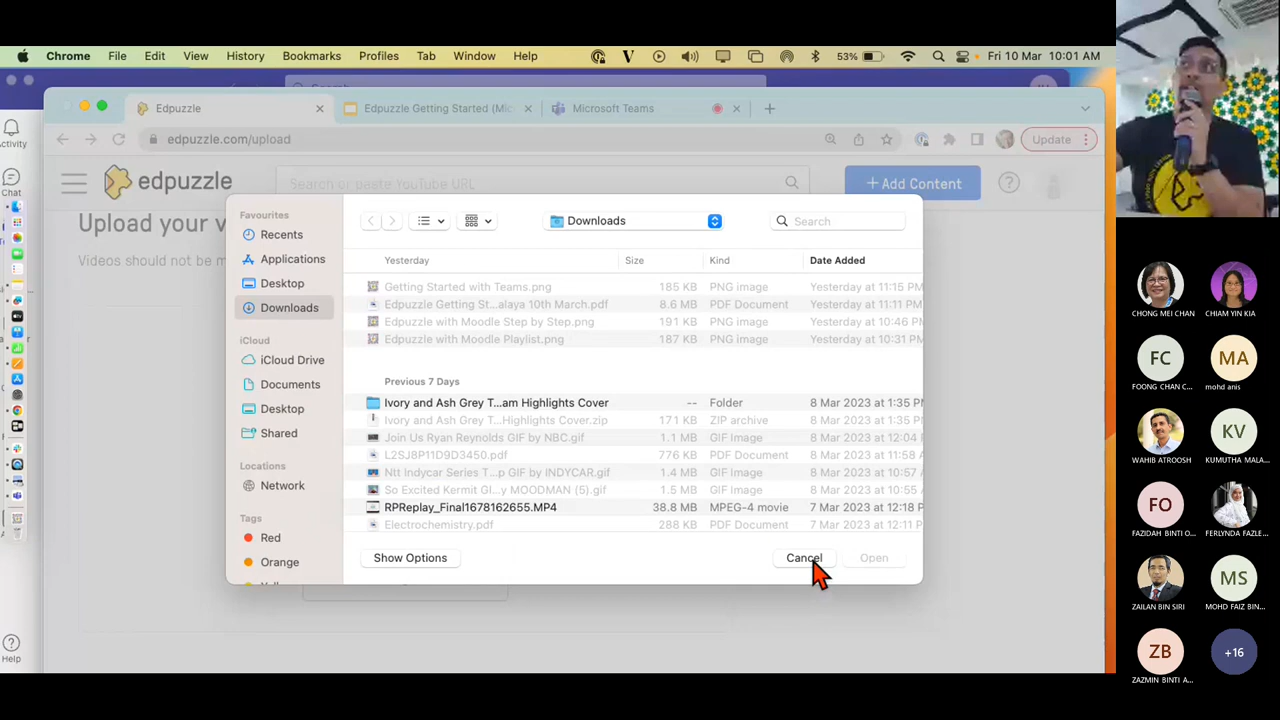 Chrome File Edit View History Bookmarks Profiles Tab Window Help V 53% Fri 10 Mar 10:01 AM
Edpuzzle Edpuzzle Getting Started (Mic Microsoft Teams
edpuzzle.com/upload Update
Activity
Chat
edpuzzle Search or paste YouTube URL + Add Content
Upload your v
Videos should not be m
Favourites
Recents
Applications
Desktop
Downloads
iCloud
iCloud Drive
Documents
Desktop
Shared
Locations
Network
Tags
Red
Orange
Downloads Search
Yesterday Size Kind Date Added
Getting Started with Teams.png 185 KB PNG image Yesterday at 11:15 PM
Edpuzzle Getting St...alaya 10th March.pdf 8.6 MB PDF Document Yesterday at 11:11 PM
Edpuzzle with Moodle Step by Step.png 191 KB PNG image Yesterday at 10:46 PM
Edpuzzle with Moodle Playlist.png 187 KB PNG image Yesterday at 10:31 PM
Previous 7 Days
Ivory and Ash Grey T...am Highlights Cover -- Folder 8 Mar 2023 at 1:35 P
Ivory and Ash Grey T...Highlights Cover.zip 171 KB ZIP archive 8 Mar 2023 at 1:35 P
Join Us Ryan Reynolds GIF by NBC.gif 1.1 MB GIF Image 8 Mar 2023 at 12:04
L2SJ8P11D9D3450.pdf 776 KB PDF Document 8 Mar 2023 at 11:58
Ntt Indycar Series T...p GIF by INDYCAR.gif 1.4 MB GIF Image 8 Mar 2023 at 10:57
So Excited Kermit GI...y MOODMAN (5).gif 1.5 MB GIF Image 8 Mar 2023 at 10:55
RPReplay_Final1678162655.MP4 38.8 MB MPEG-4 movie 7 Mar 2023 at 12:18 P
Electrochemistry.pdf 288 KB PDF Document 7 Mar 2023 at 12:11 P
Show Options Cancel Open
Help
CHONG MEI CHAN CHIAM YIN KIA
FC MA
FOONG CHAN C... mohd anis
KV
WAHIB ATROOSH KUMUTHA MALA...
FO
FAZIDAH BINTI O... FERLYNDA FAZLE...
MS
ZAILAN BIN SIRI MOHD FAIZ BIN...
ZB +16
ZAZMIN BINTI A...